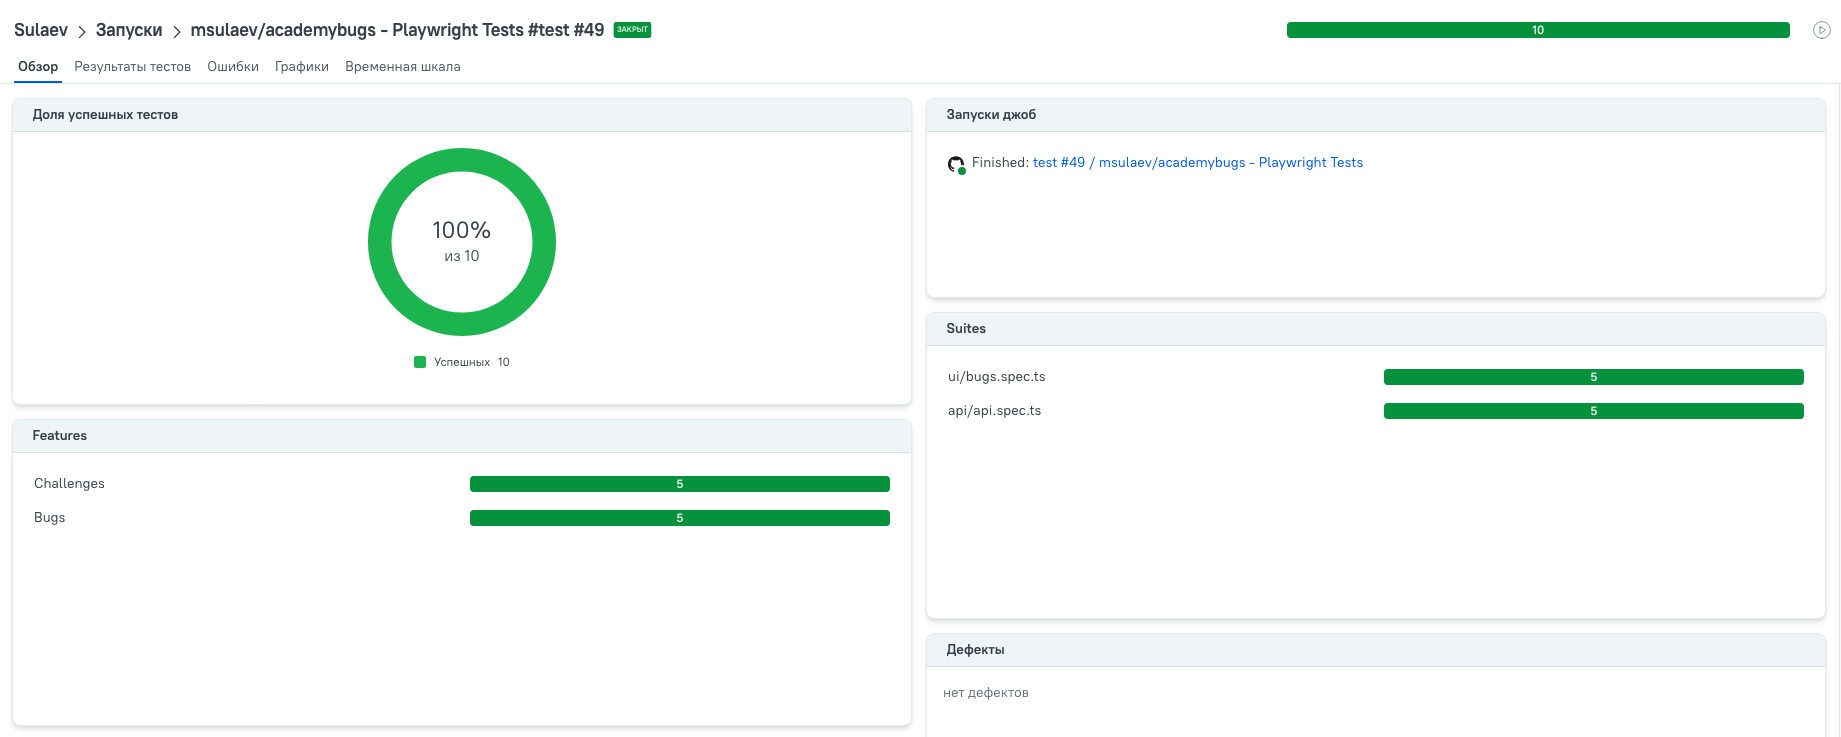 Sulaev > Запуски > msulaev/academybugs - Playwright Tests #test #49 ЗАКРЫТ
10
Обзор Результаты тестов Ошибки Графики Временная шкала
Доля успешных тестов
100%
из 10
Успешных 10
Features
Challenges 5
Bugs 5
Запуски джоб
Finished: test #49 / msulaev/academybugs - Playwright Tests
Suites
ui/bugs.spec.ts 5
api/api.spec.ts 5
Дефекты
нет дефектов